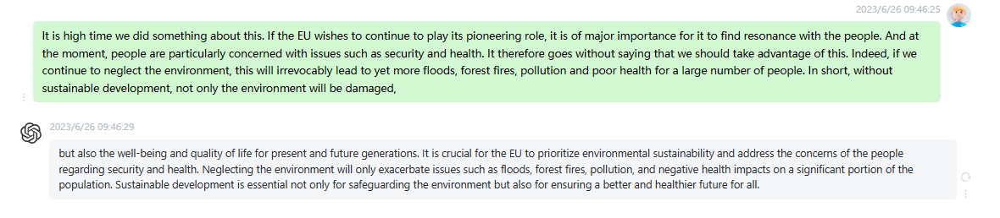 2023/6/26 09:46:25
It is high time we did something about this. If the EU wishes to continue to play its pioneering role, it is of major importance for it to find resonance with the people. And at
the moment, people are particularly concerned with issues such as security and health. It therefore goes without saying that we should take advantage of this. Indeed, if we
continue to neglect the environment, this will irrevocably lead to yet more floods, forest fires, pollution and poor health for a large number of people. In short, without
sustainable development, not only the environment will be damaged,
2023/6/26 09:46:29
but also the well-being and quality of life for present and future generations. It is crucial for the EU to prioritize environmental sustainability and address the concerns of the people
regarding security and health. Neglecting the environment will only exacerbate issues such as floods, forest fires, pollution, and negative health impacts on a significant portion of the
population. Sustainable development is essential not only for safeguarding the environment but also for ensuring a better and healthier future for all.